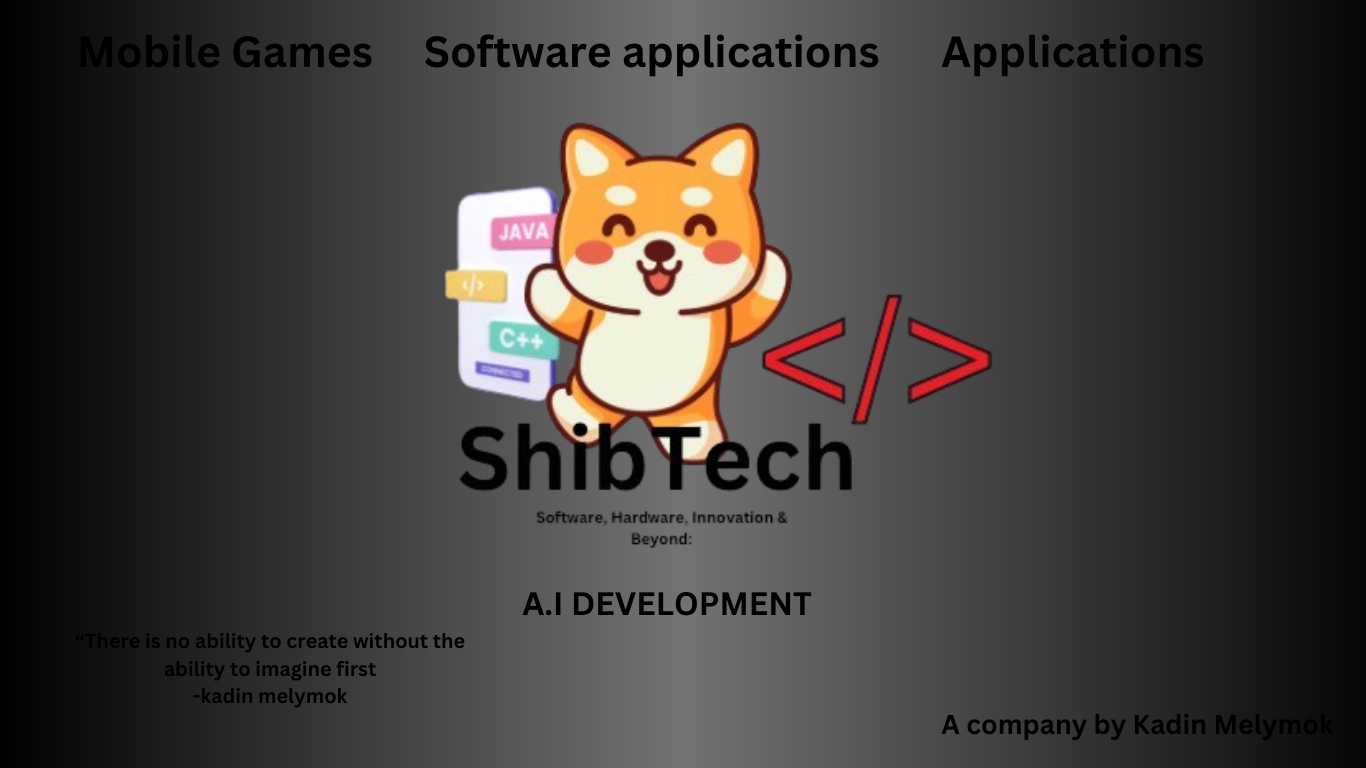 Mobile Games Software applications Applications
JAVA
</>
C++
CONNECTED
</>
ShibTech
Software, Hardware, Innovation &
Beyond:
A.I DEVELOPMENT
“There is no ability to create without the
ability to imagine first
-kadin melymok
A company by Kadin Melymok